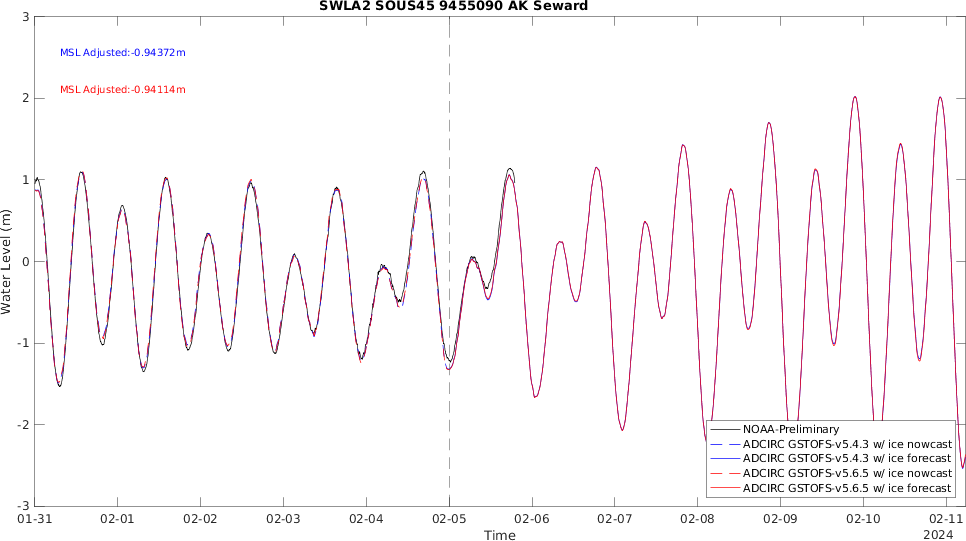 SWLA2 SOUS45 9455090 AK Seward
MSL Adjusted:-0.94372m
MSL Adjusted:-0.94114m
Water Level (m)
3
2
1
0
-1
-2
-3
NOAA-Preliminary
ADCIRC GSTOFS-v5.4.3 w/ ice nowcast
ADCIRC GSTOFS-v5.4.3 w/ ice forecast
ADCIRC GSTOFS-v5.6.5 w/ ice nowcast
ADCIRC GSTOFS-v5.6.5 w/ ice forecast
01-31 02-01 02-02 02-03 02-04 02-05 02-06 02-07 02-08 02-09 02-10 02-11
Time
2024